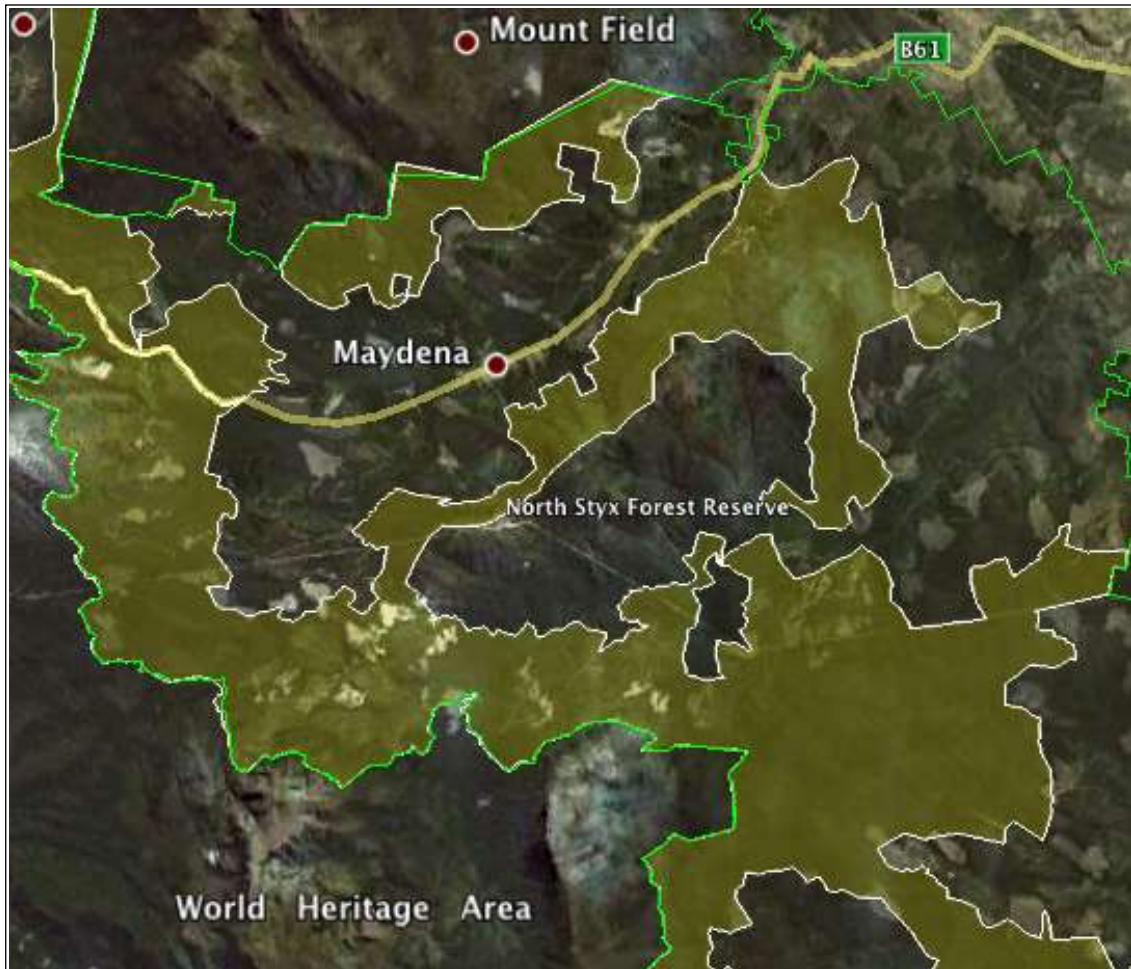 Mount Field
B61
Maydena
North Styx Forest Reserve
World Heritage Area